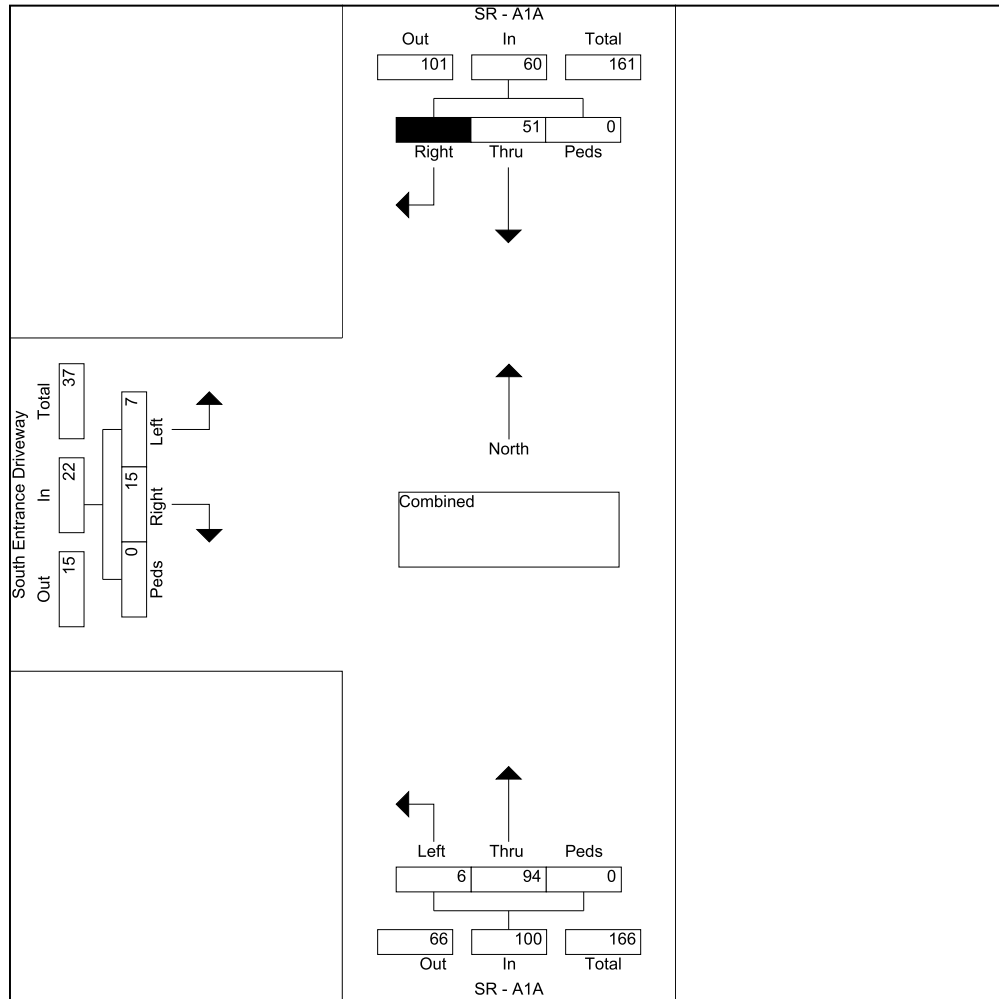 SR - A1A
Out In Total
101 60 161
51 0
Right Thru Peds
South Entrance Driveway
Out In Total
15 22 37
0 15 7
Peds Right Left
North
Combined
Left Thru Peds
6 94 0
66 100 166
Out In Total
SR - A1A